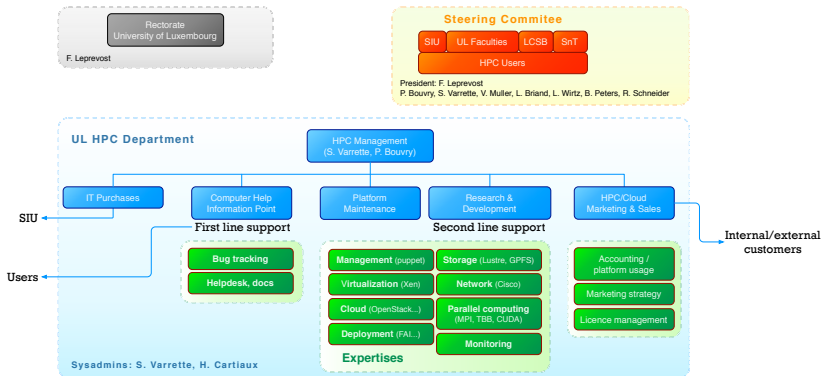 Rectorate
University of Luxembourg
F. Leprevost
Steering Commitee
SIU
UL Faculties
LCSB
SnT
HPC Users
President: F. Leprevost
P. Bouvry, S. Varrette, V. Muller, L. Briand, L. Wirtz, B. Peters, R. Schneider
UL HPC Department
HPC Management
(S. Varrette, P. Bouvry)
IT Purchases
Computer Help
Information Point
Platform
Maintenance
Research &
Development
HPC/Cloud
Marketing & Sales
SIU
First line support
Second line support
Internal/external
customers
Users
Bug tracking
Helpdesk, docs
Management (puppet)
Virtualization (Xen)
Cloud (OpenStack...)
Deployment (FAI...)
Storage (Lustre, GPFS)
Network (Cisco)
Parallel computing
(MPI, TBB, CUDA)
Monitoring
Expertises
Accounting /
platform usage
Marketing strategy
Licence management
Sysadmins: S. Varrette, H. Cartiaux